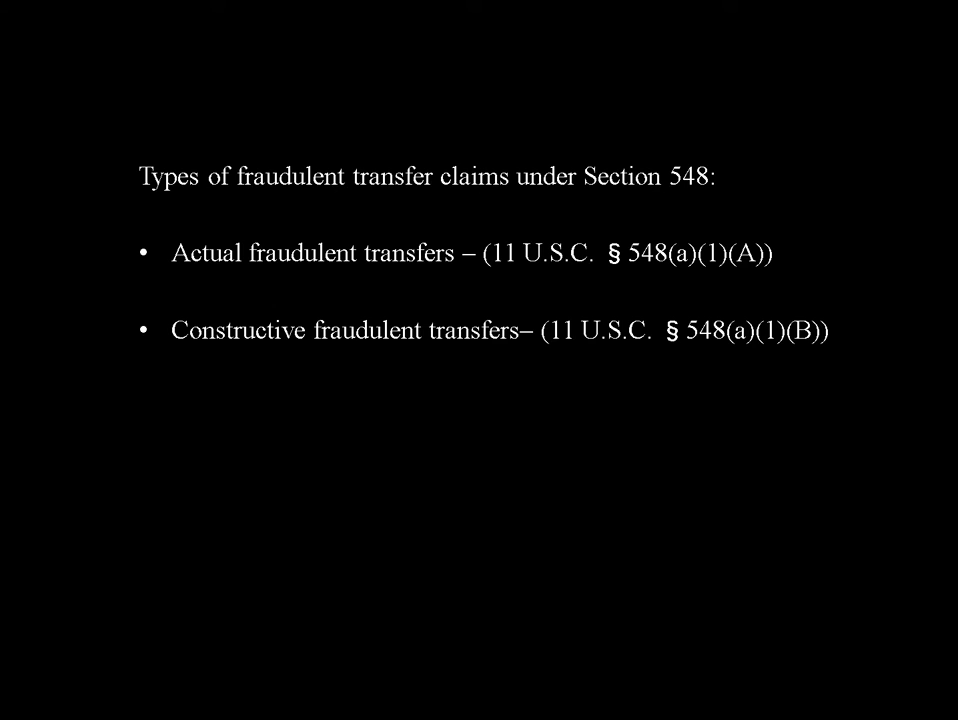 Types of fraudulent transfer claims under Section 548:
• Actual fraudulent transfers – (11 U.S.C. § 548(a)(1)(A))
• Constructive fraudulent transfers– (11 U.S.C. § 548(a)(1)(B))